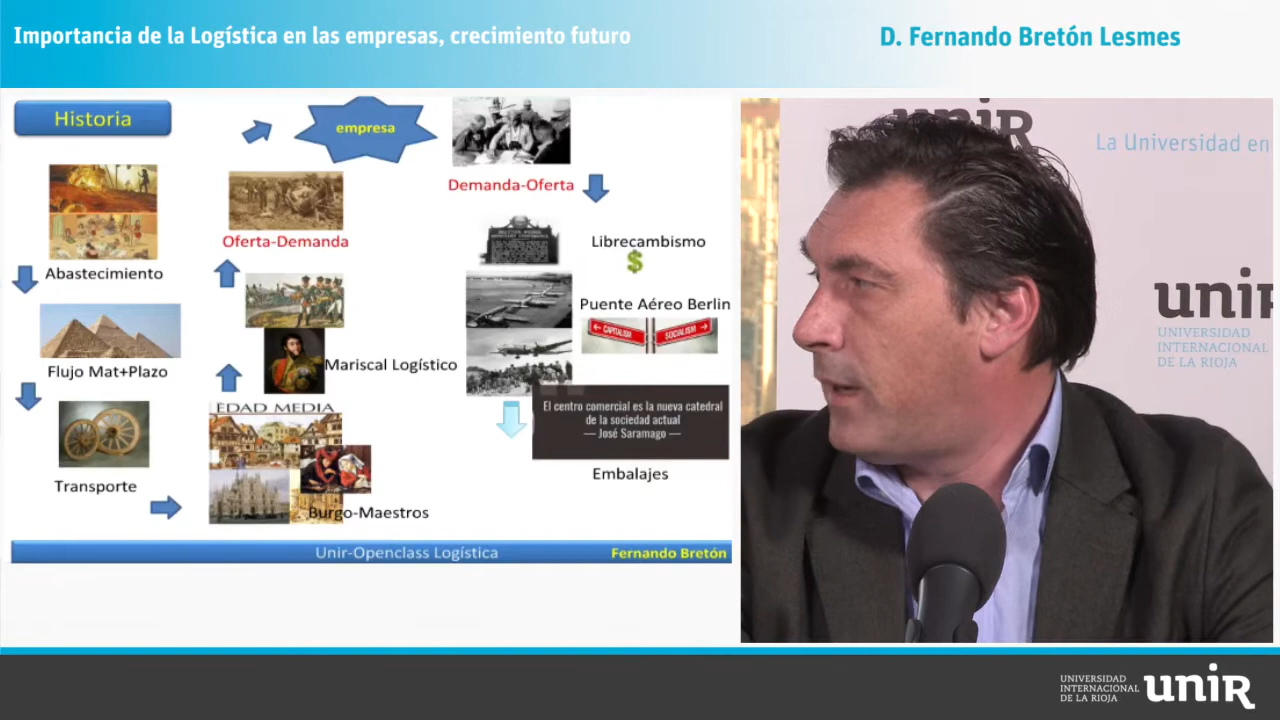 Importancia de la Logística en las empresas, crecimiento futuro
D. Fernando Bretón Lesmes
Historia
empresa
Demanda-Oferta
Oferta-Demanda
Librecambismo
$
Abastecimiento
Puente Aéreo Berlin
CAPITALISM
SOCIALISM
Flujo Mat+Plazo
Mariscal Logístico
EDAD MEDIA
El centro comercial es la nueva catedral
de la sociedad actual
— José Saramago —
Embalajes
Transporte
Burgo-Maestros
Unir-Openclass Logística
Fernando Bretón
unir
La Universidad en
unir
UNIVERSIDAD
INTERNACIONAL
DE LA RIOJA
UNIVERSIDAD
INTERNACIONAL
DE LA RIOJA
unir